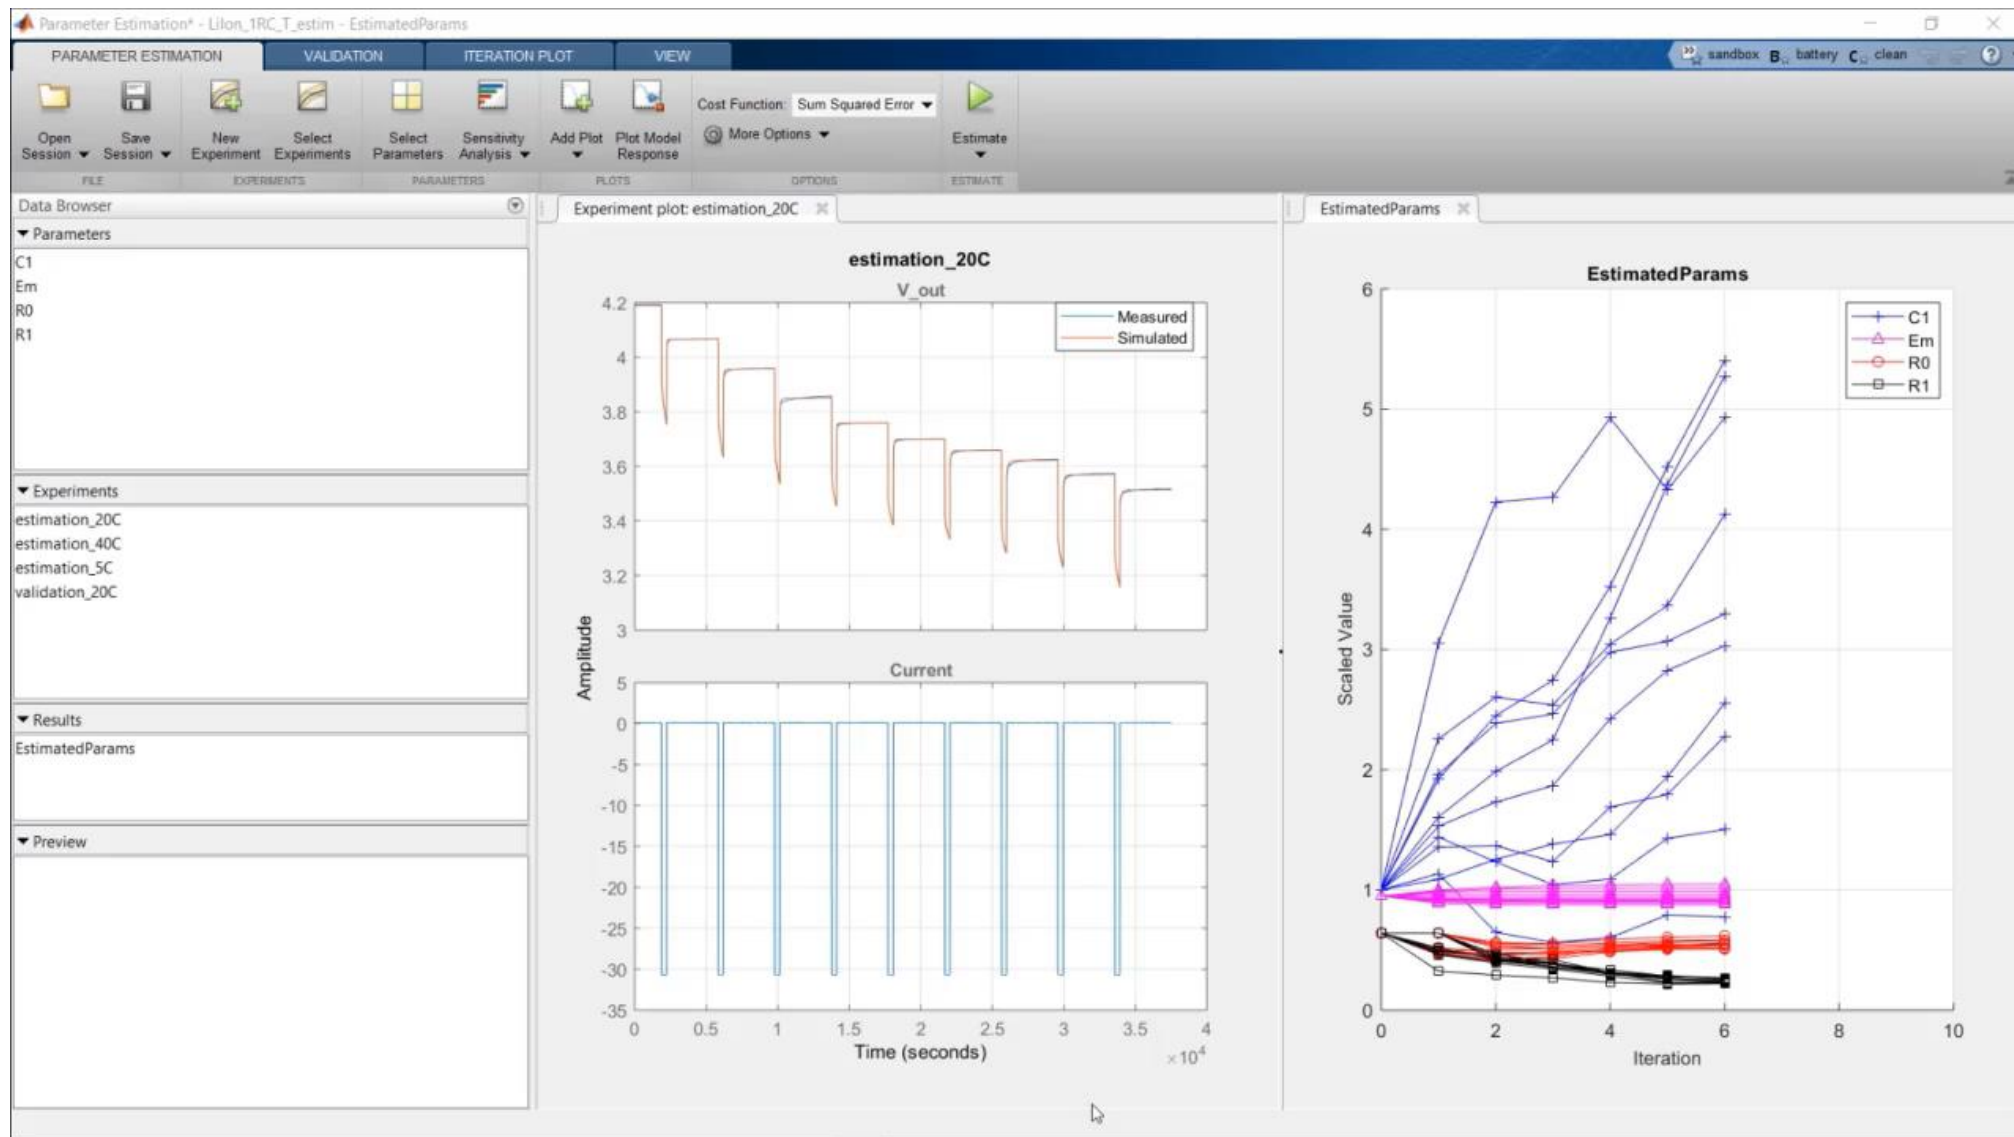 Parameter Estimation* - LiIon_1RC_T_estim - EstimatedParams
PARAMETER ESTIMATION VALIDATION ITERATION PLOT VIEW
sandbox B battery C clean ?
Cost Function: Sum Squared Error
More Options
Open Session
Save Session
New Experiment
Select Experiments
Select Parameters
Sensitivity Analysis
Add Plot
Plot Model Response
Estimate
FILE EXPERIMENTS PARAMETERS PLOTS OPTIONS ESTIMATE
Data Browser
Parameters
C1
Em
R0
R1
Experiments
estimation_20C
estimation_40C
estimation_5C
validation_20C
Results
EstimatedParams
Preview
Experiment plot: estimation_20C
estimation_20C
V_out
Measured
Simulated
4.2
4
3.8
3.6
3.4
3.2
3
Amplitude
Current
5
0
-5
-10
-15
-20
-25
-30
-35
0 0.5 1 1.5 2 2.5 3 3.5 4
Time (seconds)
×10^4
EstimatedParams
EstimatedParams
C1
Em
R0
R1
6
5
4
3
2
1
0
Scaled Value
0 2 4 6 8 10
Iteration